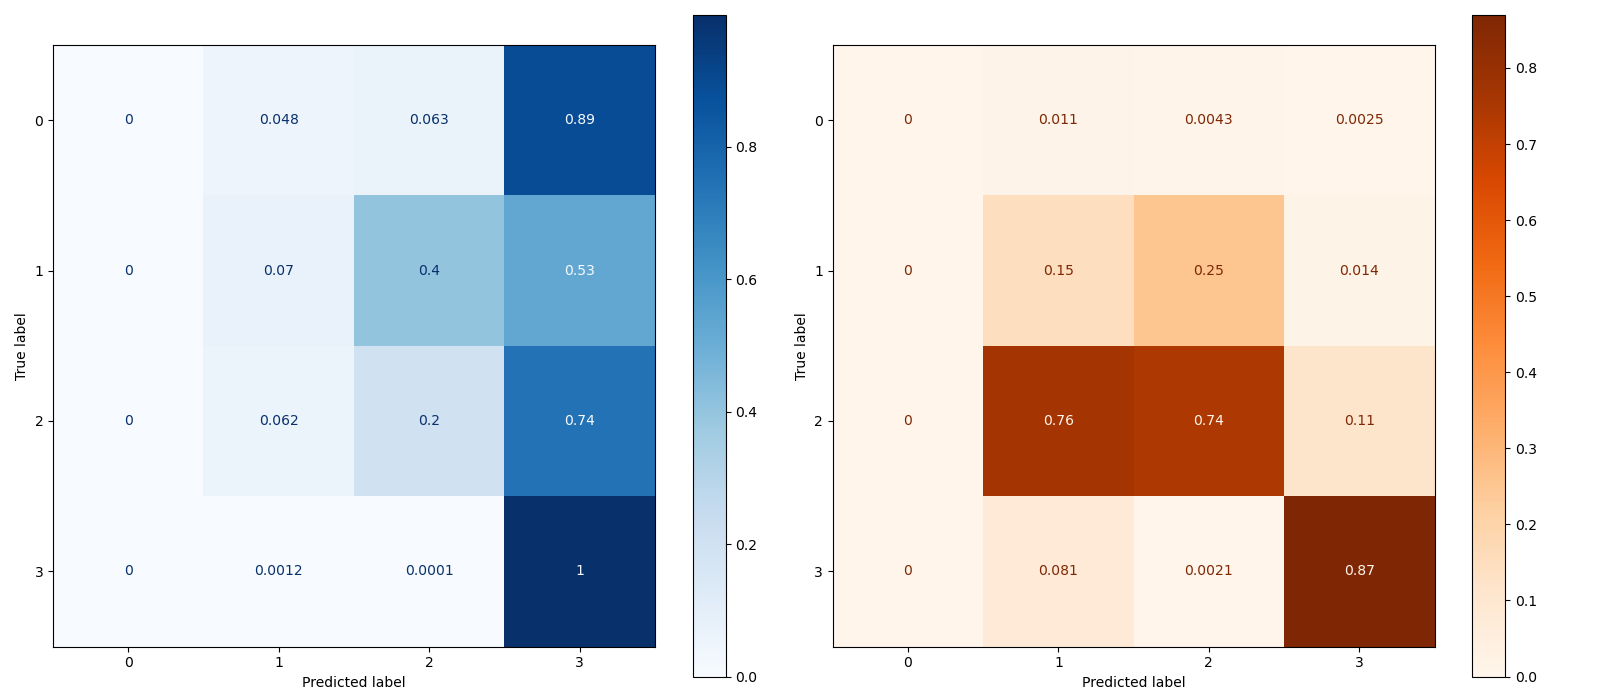 0 0 0.048 0.063 0.89
1 0 0.07 0.4 0.53
2 0 0.062 0.2 0.74
3 0 0.0012 0.0001 1
0 1 2 3
True label
Predicted label
0.8
0.6
0.4
0.2
0.0
0 0 0.011 0.0043 0.0025
1 0 0.15 0.25 0.014
2 0 0.76 0.74 0.11
3 0 0.081 0.0021 0.87
0 1 2 3
True label
Predicted label
0.8
0.7
0.6
0.5
0.4
0.3
0.2
0.1
0.0